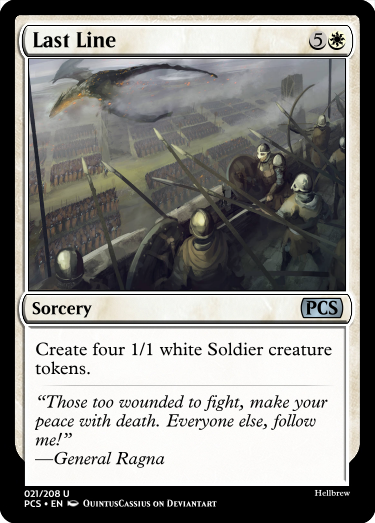 Last Line 5
Sorcery PCS
Create four 1/1 white Soldier creature
tokens.
“Those too wounded to fight, make your
peace with death. Everyone else, follow
me!”
—General Ragna
021/208 U Hellbrew
PCS • EN QuintusCassius on Deviantart